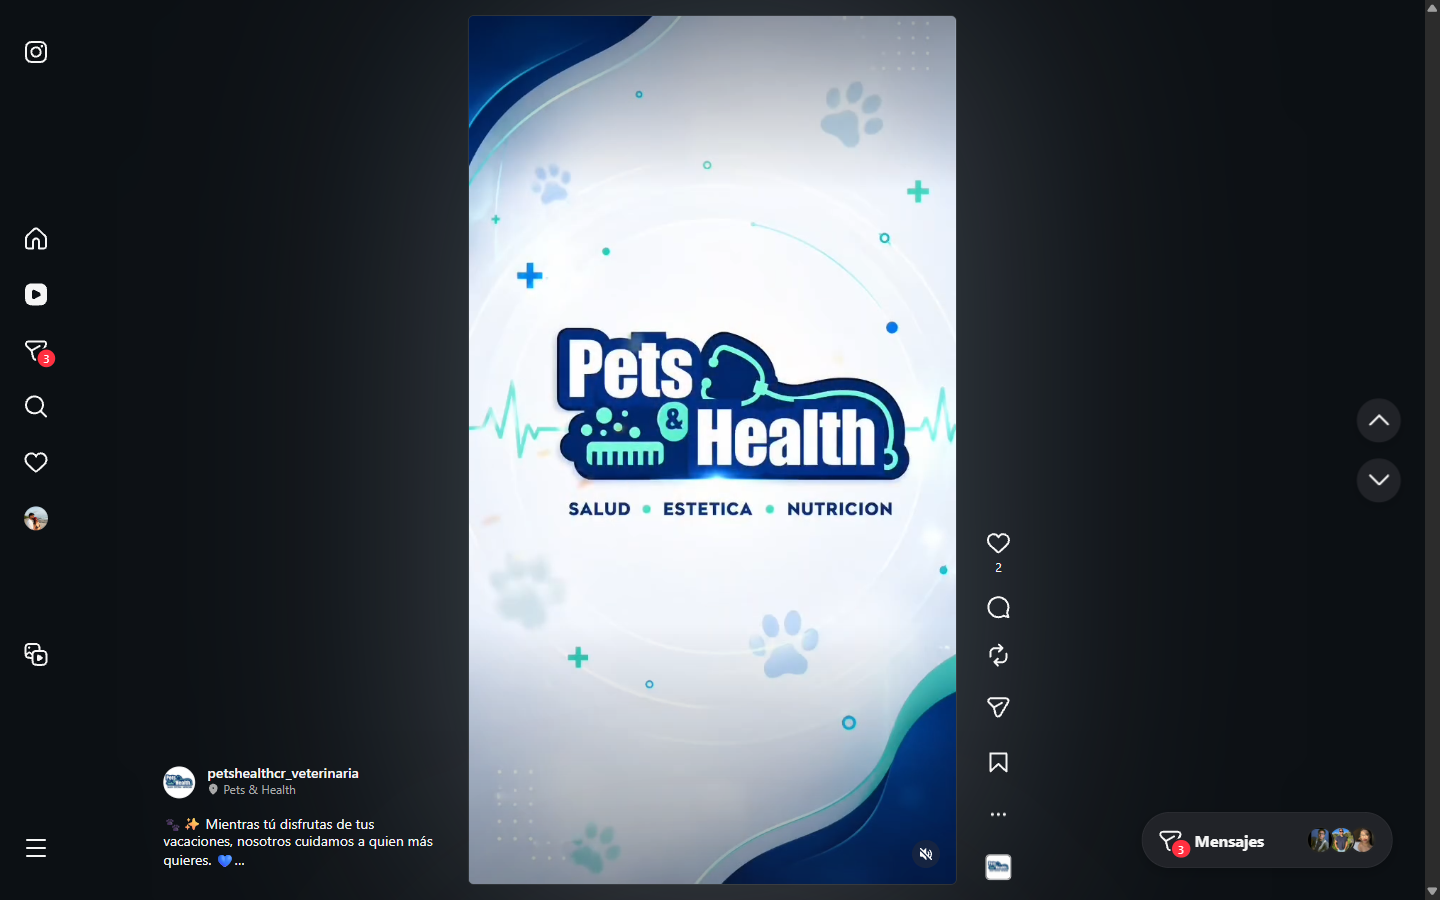 Pets
&
Health
SALUD • ESTETICA • NUTRICION
3
2
petshealthcr_veterinaria
Pets & Health
🐾 ✨ Mientras tú disfrutas de tus
vacaciones, nosotros cuidamos a quien más
quieres. 💙 ...
3
Mensajes